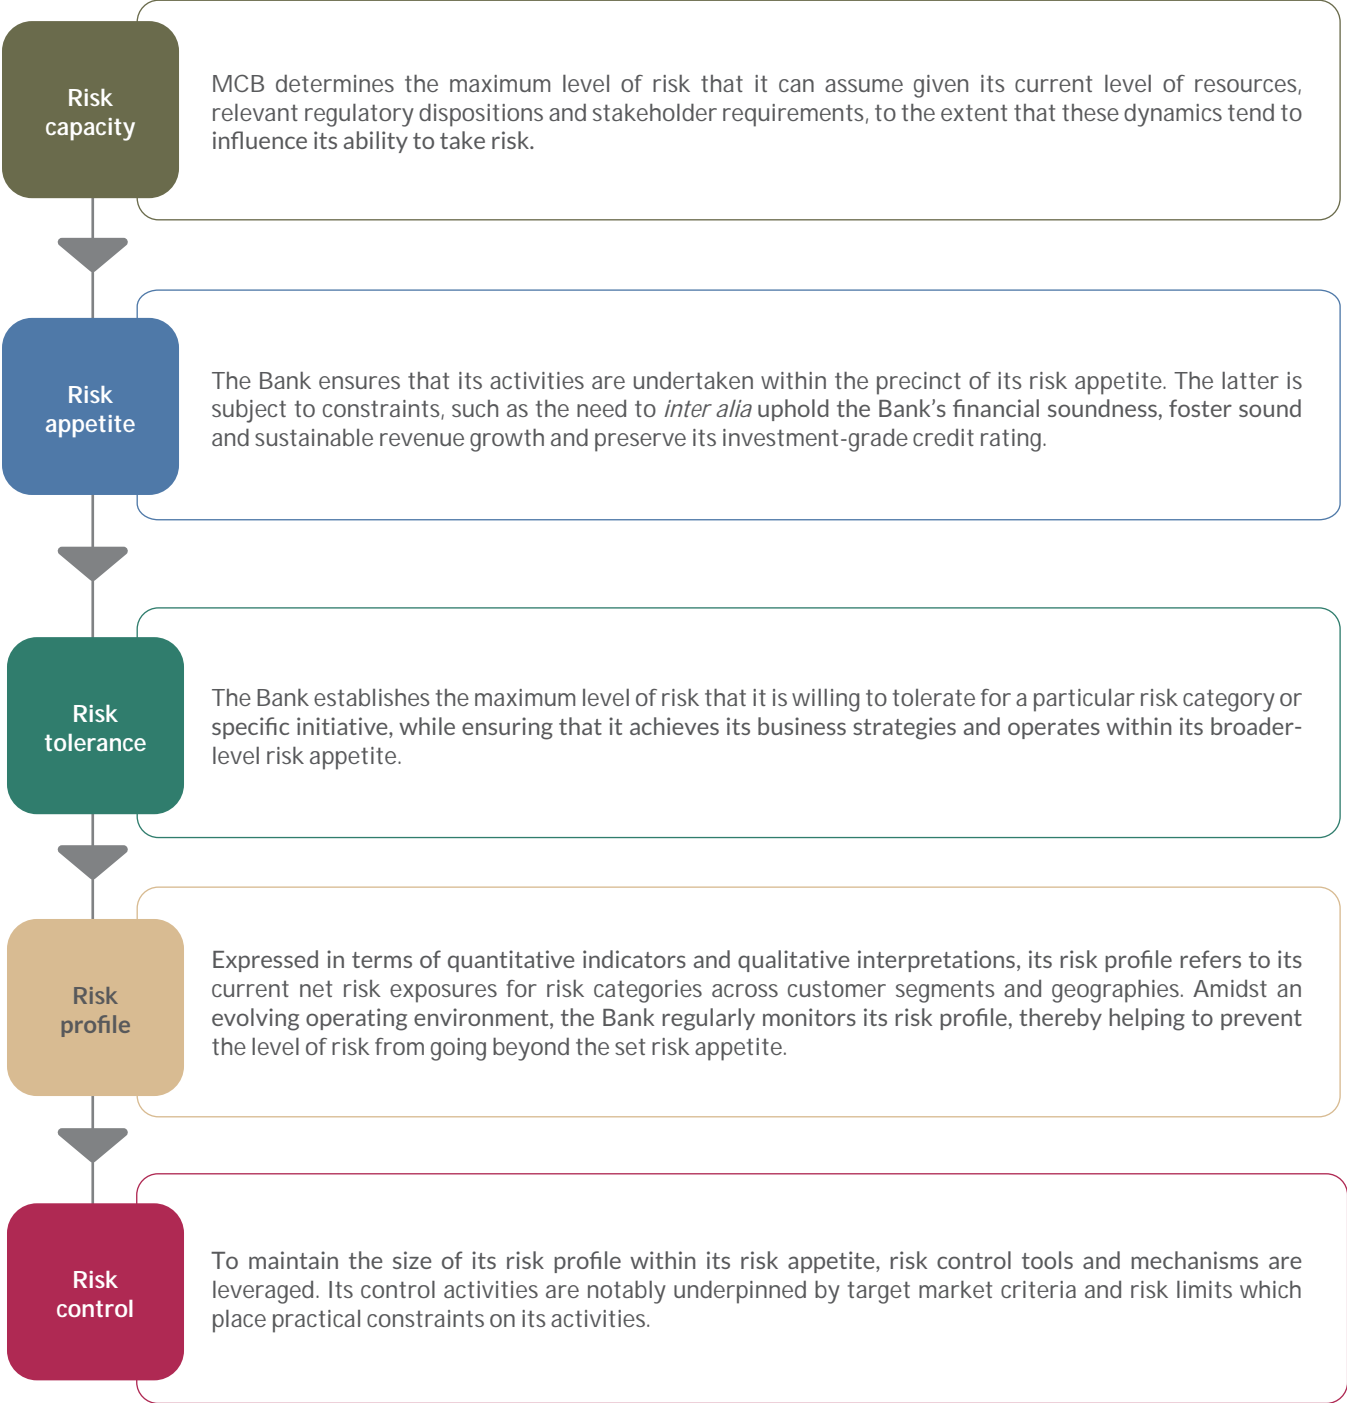 Risk
capacity
MCB determines the maximum level of risk that it can assume given its current level of resources,
relevant regulatory dispositions and stakeholder requirements, to the extent that these dynamics tend to
influence its ability to take risk.
Risk
appetite
The Bank ensures that its activities are undertaken within the precinct of its risk appetite. The latter is
subject to constraints, such as the need to inter alia uphold the Bank’s financial soundness, foster sound
and sustainable revenue growth and preserve its investment-grade credit rating.
Risk
tolerance
The Bank establishes the maximum level of risk that it is willing to tolerate for a particular risk category or
specific initiative, while ensuring that it achieves its business strategies and operates within its broader-
level risk appetite.
Risk
profile
Expressed in terms of quantitative indicators and qualitative interpretations, its risk profile refers to its
current net risk exposures for risk categories across customer segments and geographies. Amidst an
evolving operating environment, the Bank regularly monitors its risk profile, thereby helping to prevent
the level of risk from going beyond the set risk appetite.
Risk
control
To maintain the size of its risk profile within its risk appetite, risk control tools and mechanisms are
leveraged. Its control activities are notably underpinned by target market criteria and risk limits which
place practical constraints on its activities.